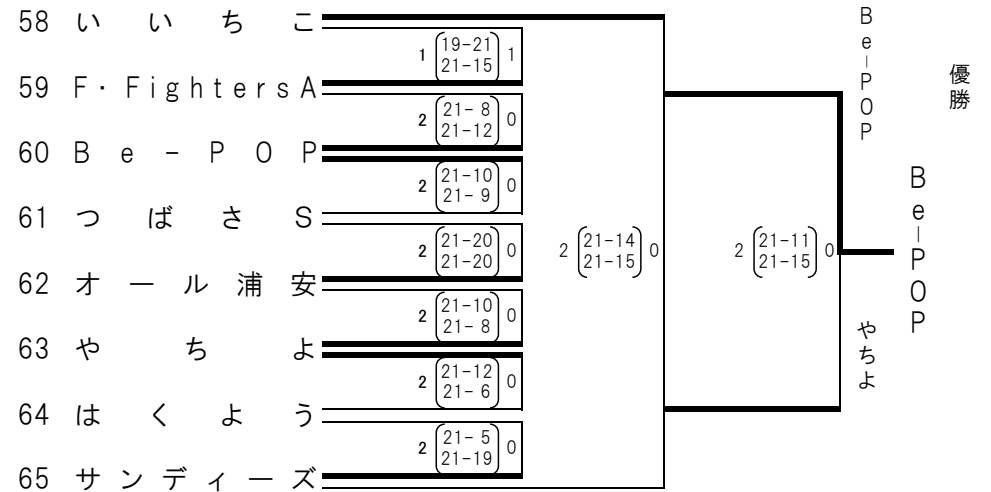 58 いいちこ
1 19-21 1
21-15
59 F・FightersA
2 21- 8 0
21-12
60 Be-POP
2 21-10 0
21- 9
61 つばさS
2 21-20 0
21-20
62 オール浦安
2 21-10 0
21- 8
63 やちよ
2 21-12 0
21- 6
64 はくよう
2 21- 5 0
21-19
65 サンディーズ
2 21-14 0
21-15
2 21-11 0
21-15
Be-POP
やちよ
Be-POP
優勝